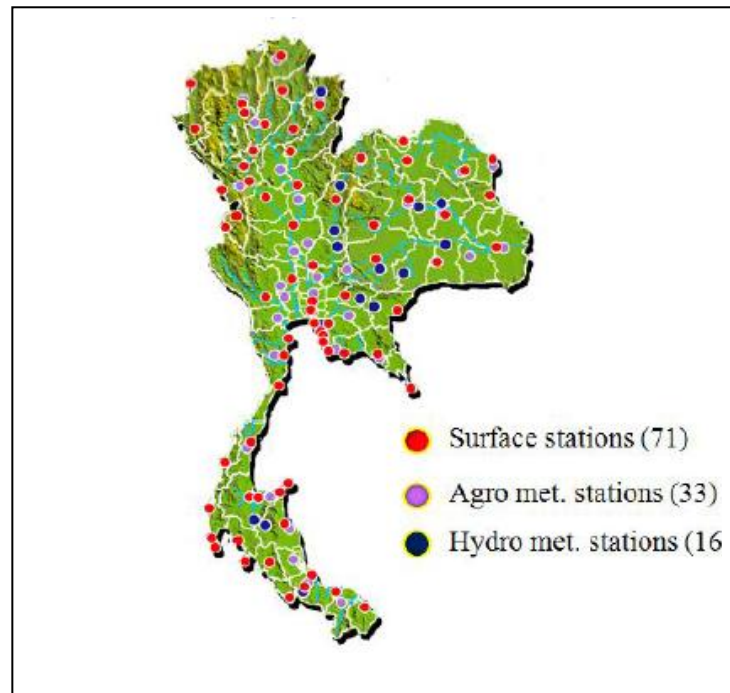 Surface stations (71)
Agro met. stations (33)
Hydro met. stations (16